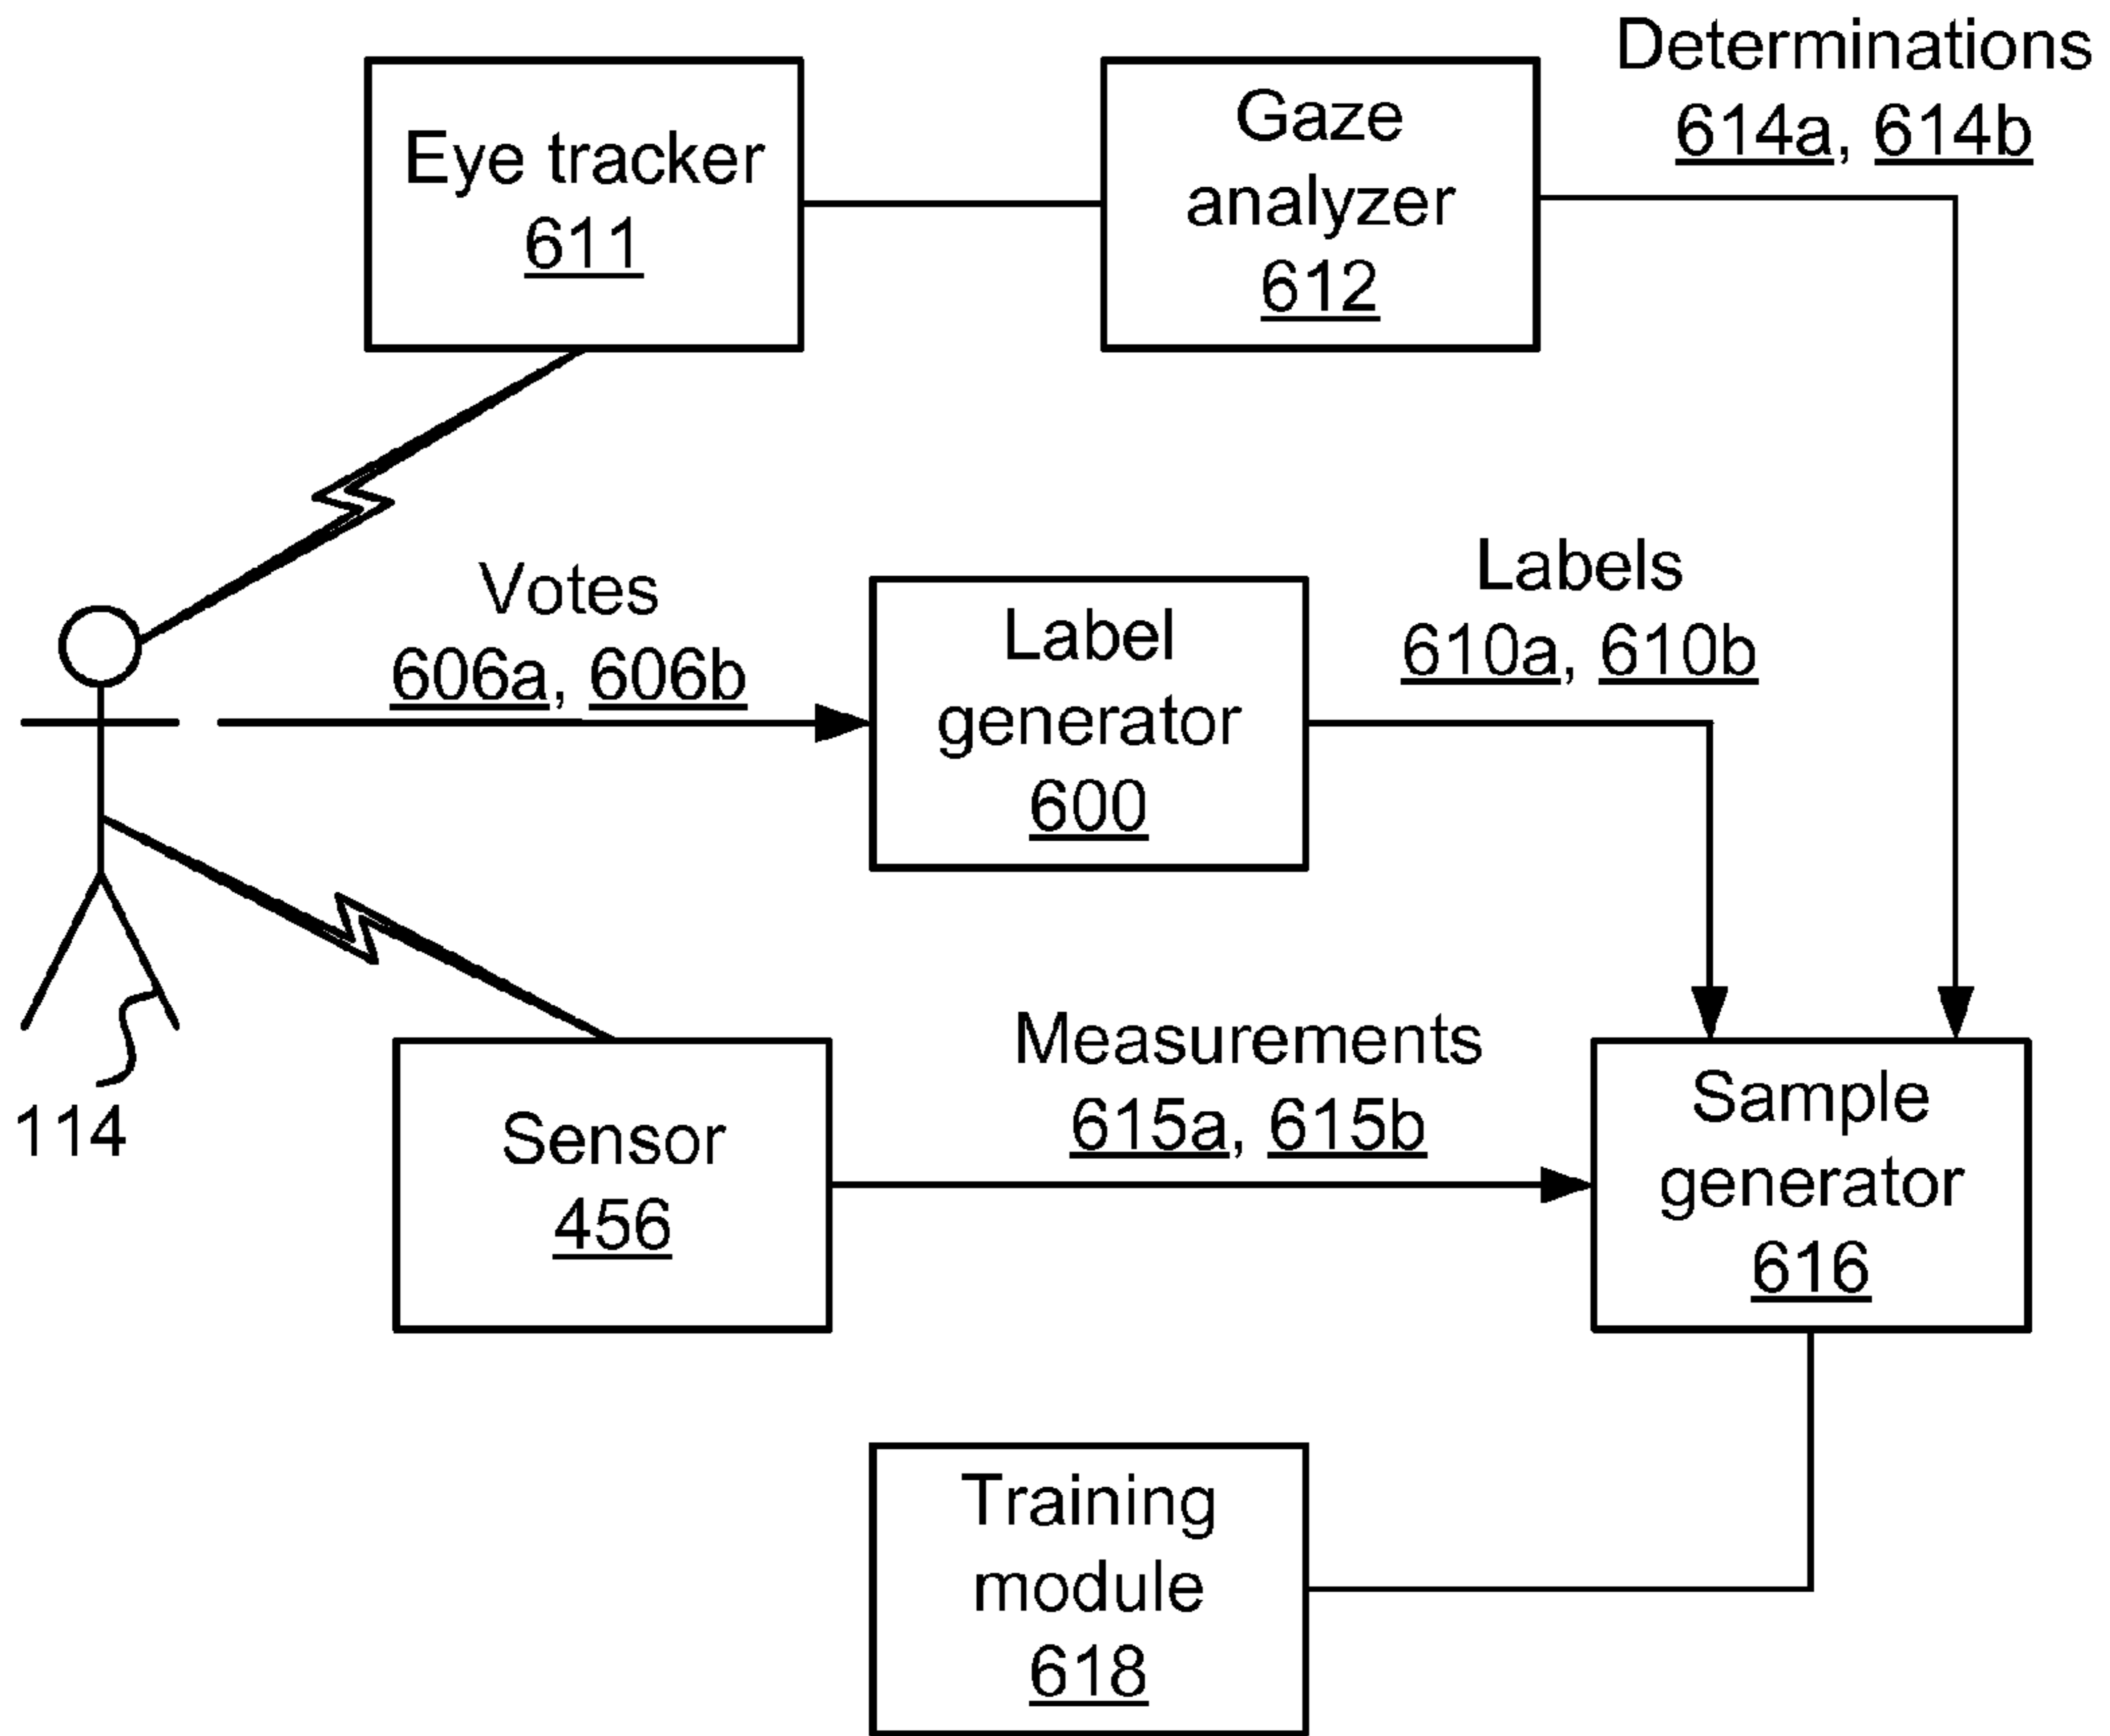 Eye tracker
611
Gaze
analyzer
612
Determinations
614a, 614b
Votes
606a, 606b
Label
generator
600
Labels
610a, 610b
114
Sensor
456
Measurements
615a, 615b
Sample
generator
616
Training
module
618